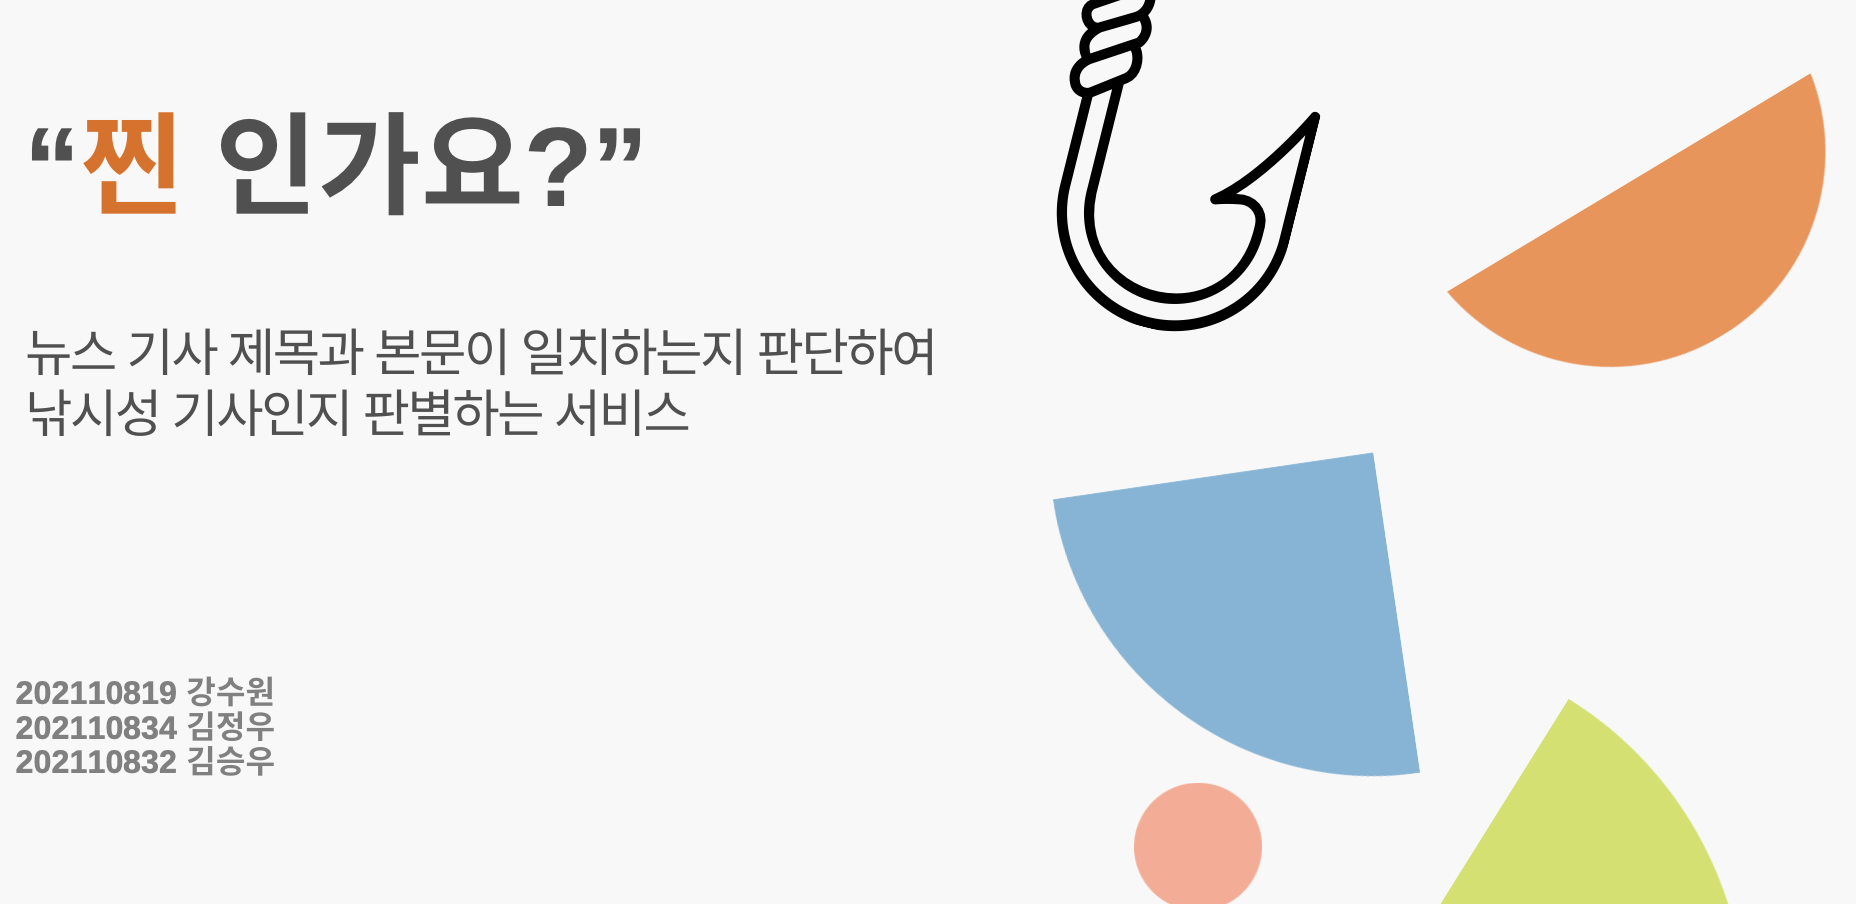 “찐 인가요?”
뉴스 기사 제목과 본문이 일치하는지 판단하여
낚시성 기사인지 판별하는 서비스
202110819 강수원
202110834 김정우
202110832 김승우